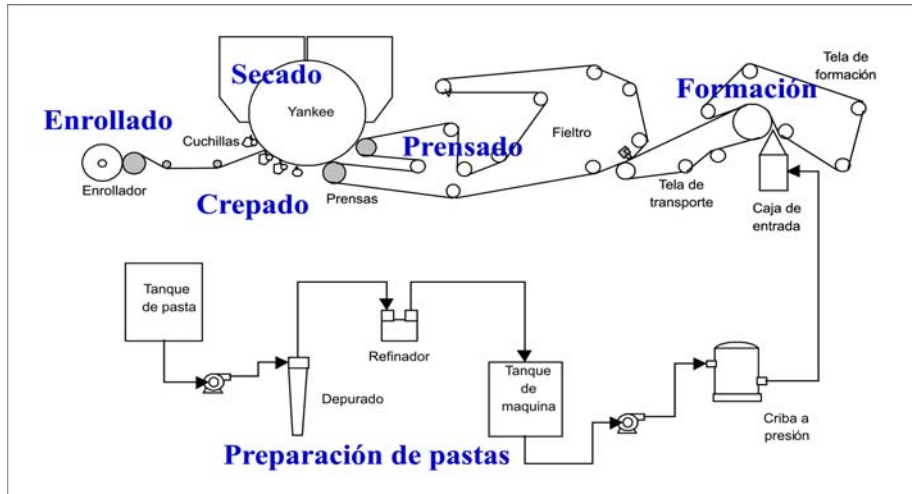 Secado
Yankee
Tela de
formación
Formación
Enrollado
Cuchillas
Fieltro
Prensado
Enrollador
Crepado
Prensas
Tela de
transporte
Caja de
entrada
Tanque
de pasta
Refinador
Depurado
Tanque
de
maquina
Criba a
presión
Preparación de pastas